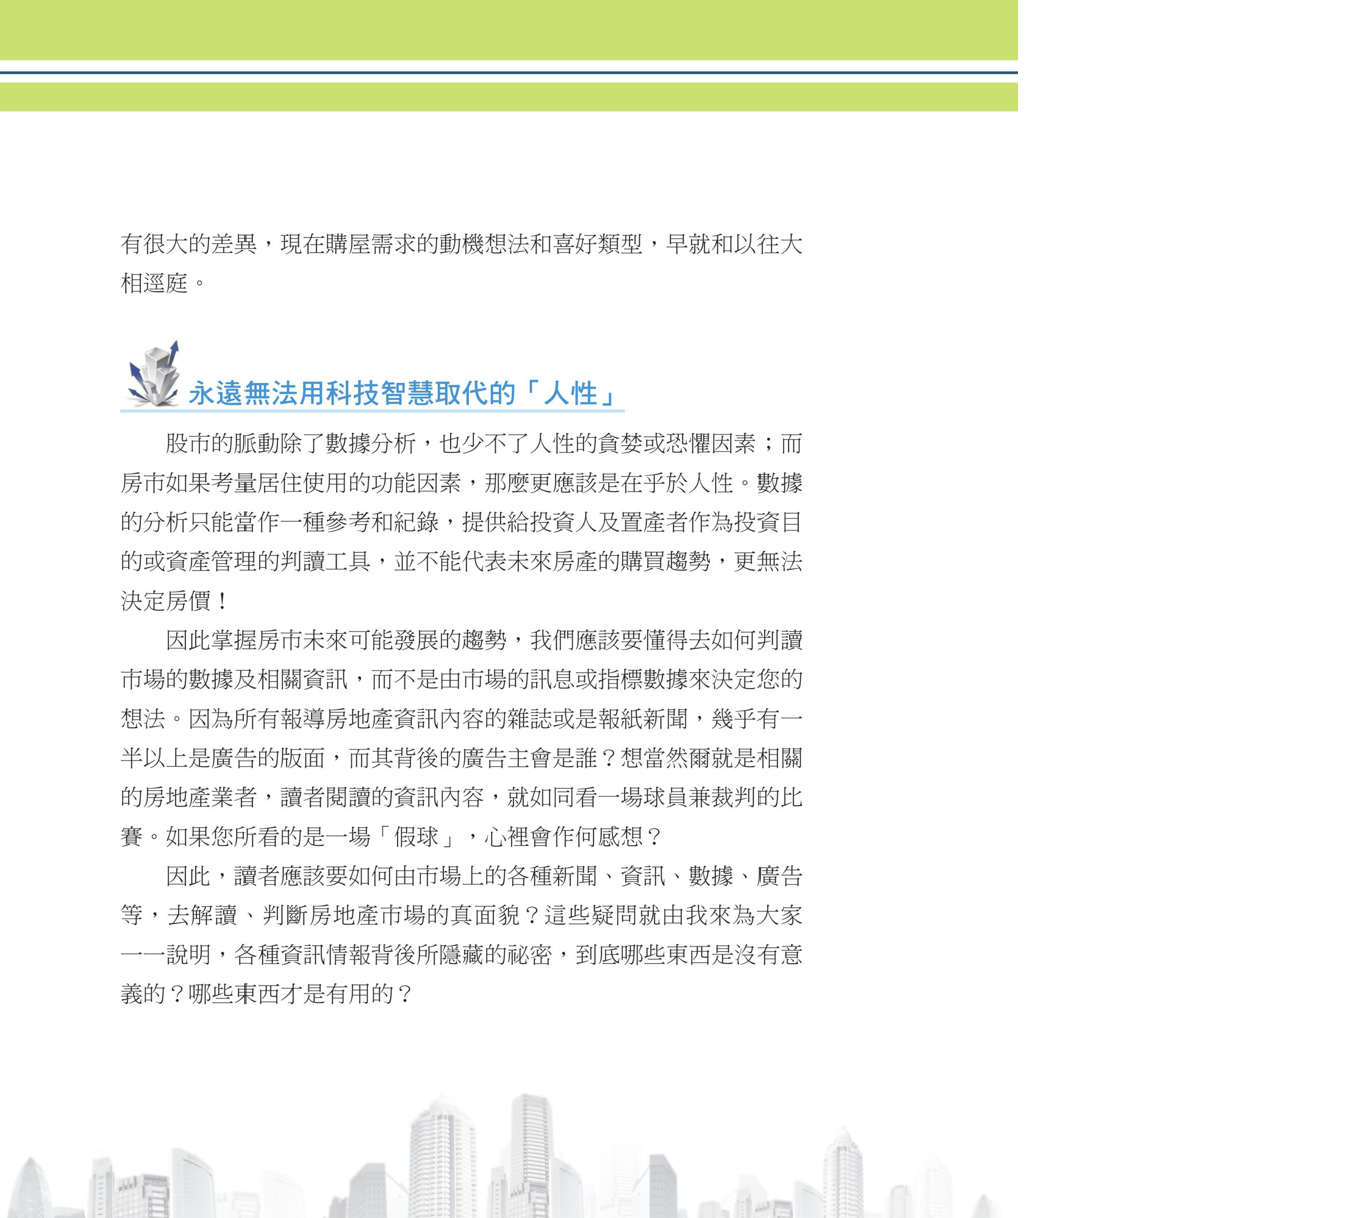 有很大的差異，現在購屋需求的動機想法和喜好類型，早就和以往大
相逕庭。
永遠無法用科技智慧取代的「人性」
股市的脈動除了數據分析，也少不了人性的貪婪或恐懼因素；而
房市如果考量居住使用的功能因素，那麼更應該是在乎於人性。數據
的分析只能當作一種參考和紀錄，提供給投資人及置產者作為投資目
的或資產管理的判讀工具，並不能代表未來房產的購買趨勢，更無法
決定房價！
因此掌握房市未來可能發展的趨勢，我們應該要懂得去如何判讀
市場的數據及相關資訊，而不是由市場的訊息或指標數據來決定您的
想法。因為所有報導房地產資訊內容的雜誌或是報紙新聞，幾乎有一
半以上是廣告的版面，而其背後的廣告主會是誰？想當然爾就是相關
的房地產業者，讀者閱讀的資訊內容，就如同看一場球員兼裁判的比
賽。如果您所看的是一場「假球」，心裡會作何感想？
因此，讀者應該要如何由市場上的各種新聞、資訊、數據、廣告
等，去解讀、判斷房地產市場的真面貌？這些疑問就由我來為大家
一一說明，各種資訊情報背後所隱藏的祕密，到底哪些東西是沒有意
義的？哪些東西才是有用的？